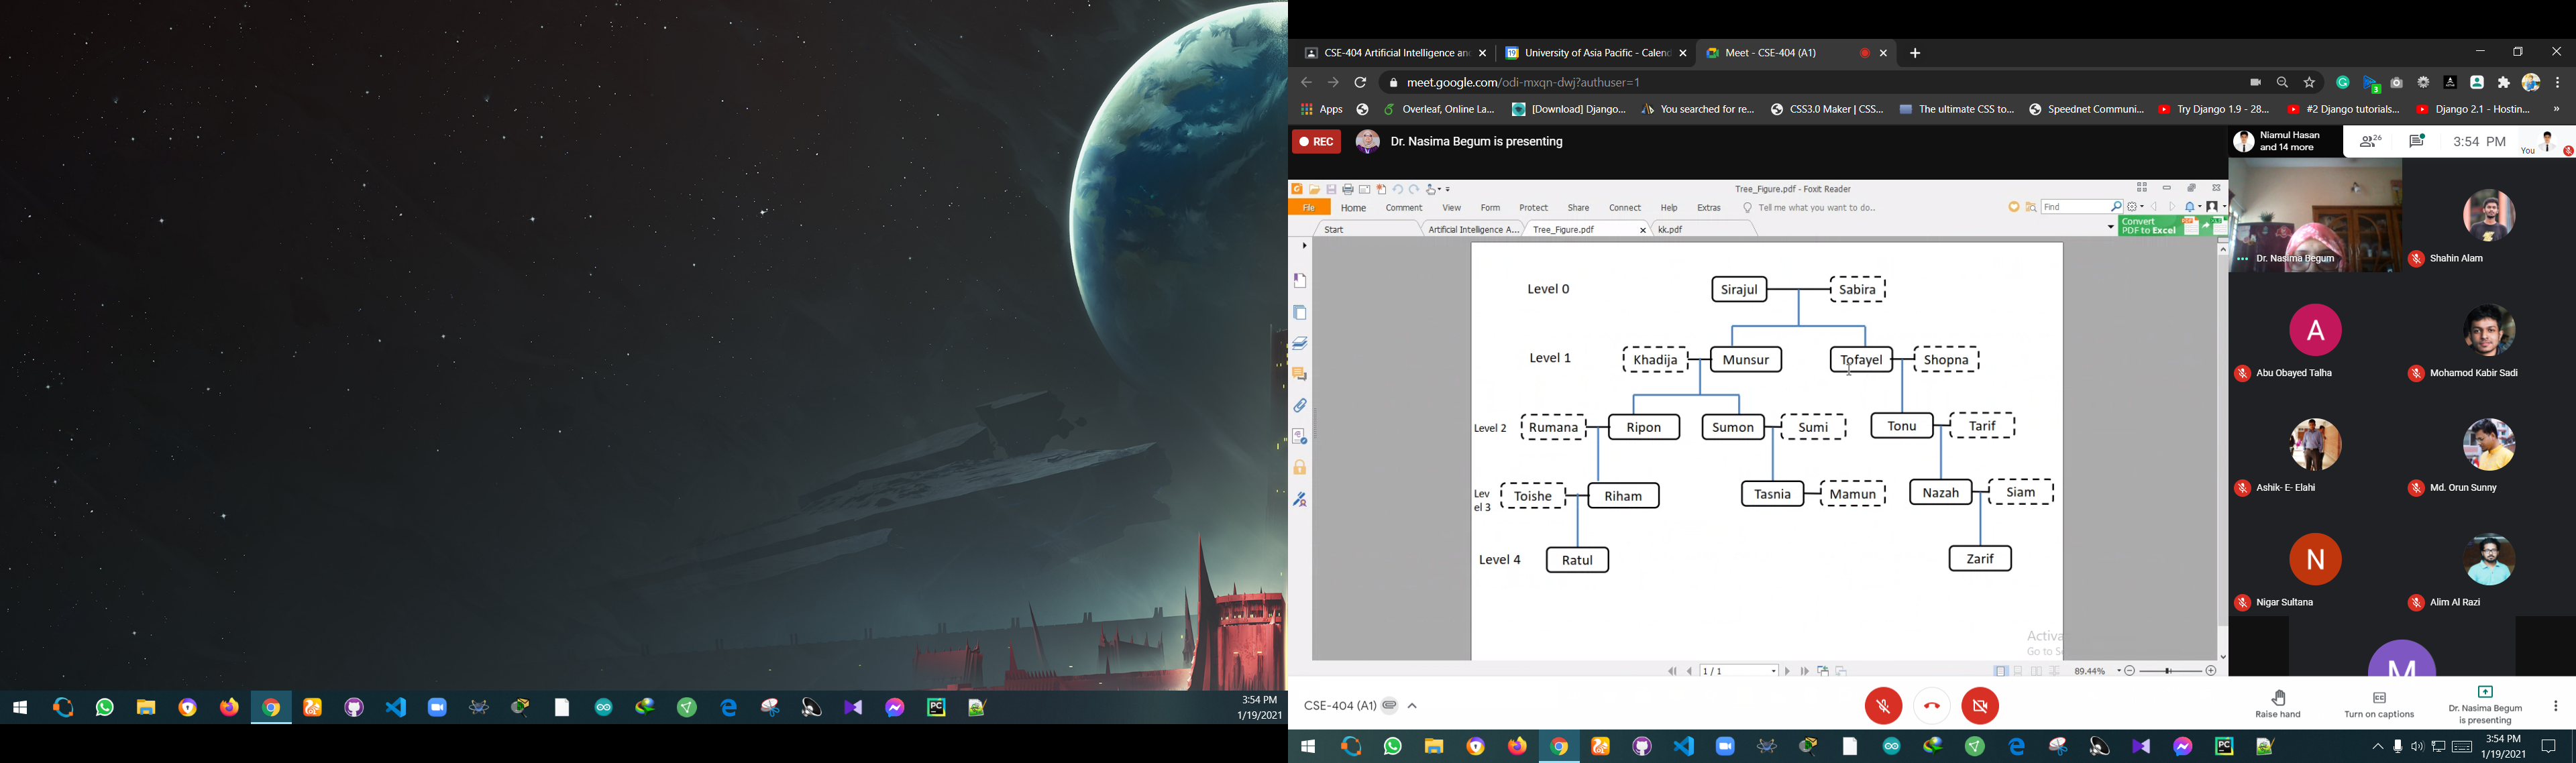 3:54 PM
1/19/2021
CSE-404 Artificial Intelligence and
University of Asia Pacific - Calend
Meet - CSE-404 (A1)
meet.google.com/odi-mxqn-dwj?authuser=1
Apps
Overleaf, Online La...
[Download] Django...
You searched for re...
CSS3.0 Maker | CSS...
The ultimate CSS to...
Speednet Communi...
Try Django 1.9 - 28...
#2 Django tutorials...
Django 2.1 - Hostin...
REC
Dr. Nasima Begum is presenting
Niamul Hasan
and 14 more
26
3:54 PM
You
Tree_Figure.pdf - Foxit Reader
File Home Comment View Form Protect Share Connect Help Extras Tell me what you want to do..
Find
Start
Artificial Intelligence A...
Tree_Figure.pdf
kk.pdf
Convert
PDF to Excel
Level 0 Sirajul Sabira
Level 1 Khadija Munsur Tofayel Shopna
Level 2 Rumana Ripon Sumon Sumi Tonu Tarif
Lev
el 3 Toishe Riham Tasnia Mamun Nazah Siam
Level 4 Ratul Zarif
Activa
Go to S
1 / 1
89.44%
Dr. Nasima Begum
Shahin Alam
A
Abu Obayed Talha
Mohamod Kabir Sadi
Ashik- E- Elahi
Md. Orun Sunny
N
Nigar Sultana
Alim Al Razi
M
CSE-404 (A1)
Raise hand
Turn on captions
Dr. Nasima Begum
is presenting
3:54 PM
1/19/2021